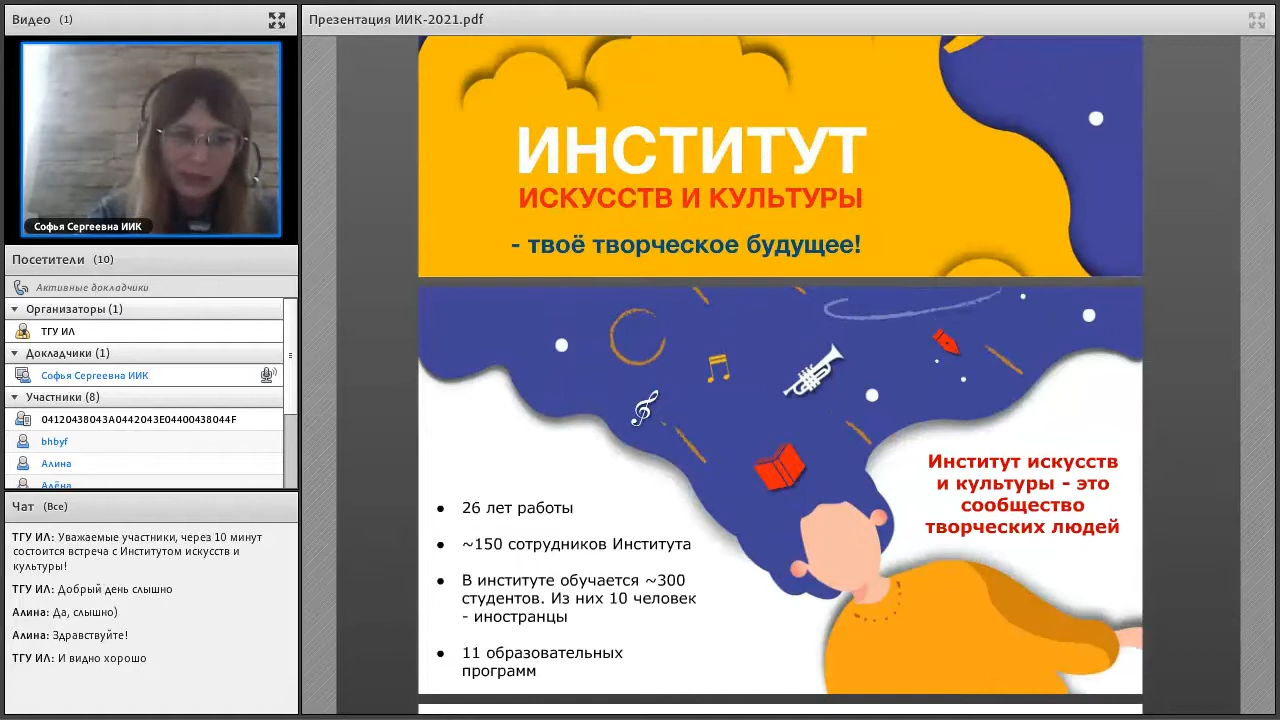 Видео (1)
Софья Сергеевна ИИК
Посетители (10)
Активные докладчики
Организаторы (1)
ТГУ ИЛ
Докладчики (1)
Софья Сергеевна ИИК
Участники (8)
04120438043A0442043E04400438044F
bhbyf
Алина
Алёна
Чат (Все)
ТГУ ИЛ: Уважаемые участники, через 10 минут
состоится встреча с Институтом искусств и
культуры!
ТГУ ИЛ: Добрый день слышно
Алина: Да, слышно)
Алина: Здравствуйте!
ТГУ ИЛ: И видно хорошо
Презентация ИИК-2021.pdf
ИНСТИТУТ
ИСКУССТВ И КУЛЬТУРЫ
- твоё творческое будущее!
Институт искусств
и культуры - это
сообщество
творческих людей
● 26 лет работы
● ~150 сотрудников Института
● В институте обучается ~300
студентов. Из них 10 человек
- иностранцы
● 11 образовательных
программ